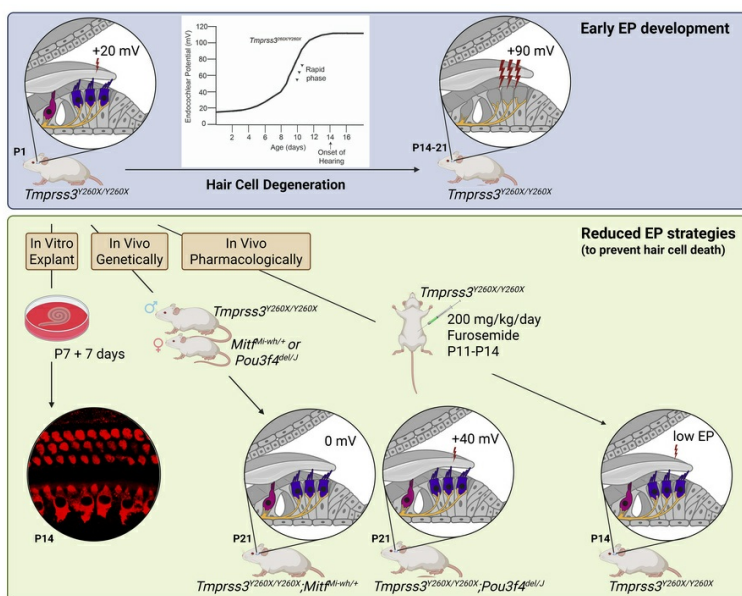 Early EP development
+20 mV
Tmprss3Y260X/Y260X
Endocochlear Potential (mV)
120
100
80
60
40
20
0
Rapid
phase
2 4 6 8 10 12 14 16 18
Age (days)
Onset of
Hearing
+90 mV
P1
Tmprss3Y260X/Y260X
Hair Cell Degeneration
P14-21
Tmprss3Y260X/Y260X
Reduced EP strategies
(to prevent hair cell death)
In Vitro
Explant
In Vivo
Genetically
In Vivo
Pharmacologically
P7 + 7 days
Tmprss3Y260X/Y260X
MitfMi-wh/+ or
Pou3f4del/J
Tmprss3Y260X/Y260X
200 mg/kg/day
Furosemide
P11-P14
P14
0 mV
P21
Tmprss3Y260X/Y260X;MitfMi-wh/+
+40 mV
P21
Tmprss3Y260X/Y260X;Pou3f4del/J
low EP
P14
Tmprss3Y260X/Y260X